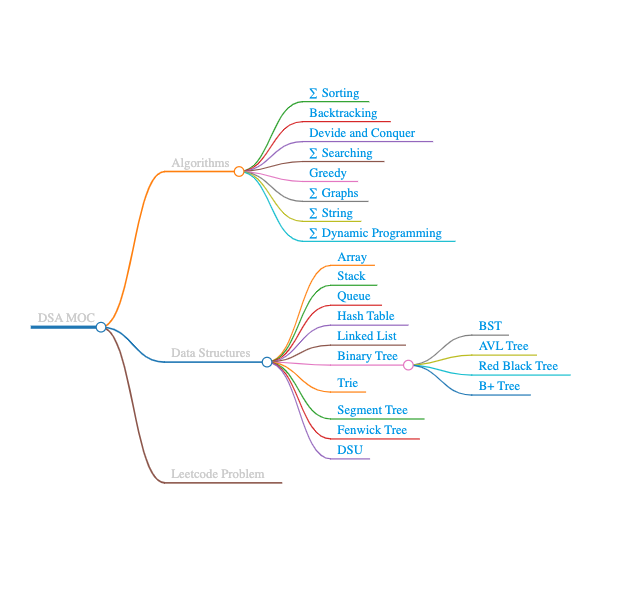 DSA MOC
Algorithms
∑ Sorting
Backtracking
Devide and Conquer
∑ Searching
Greedy
∑ Graphs
∑ String
∑ Dynamic Programming
Data Structures
Array
Stack
Queue
Hash Table
Linked List
Binary Tree
BST
AVL Tree
Red Black Tree
B+ Tree
Trie
Segment Tree
Fenwick Tree
DSU
Leetcode Problem